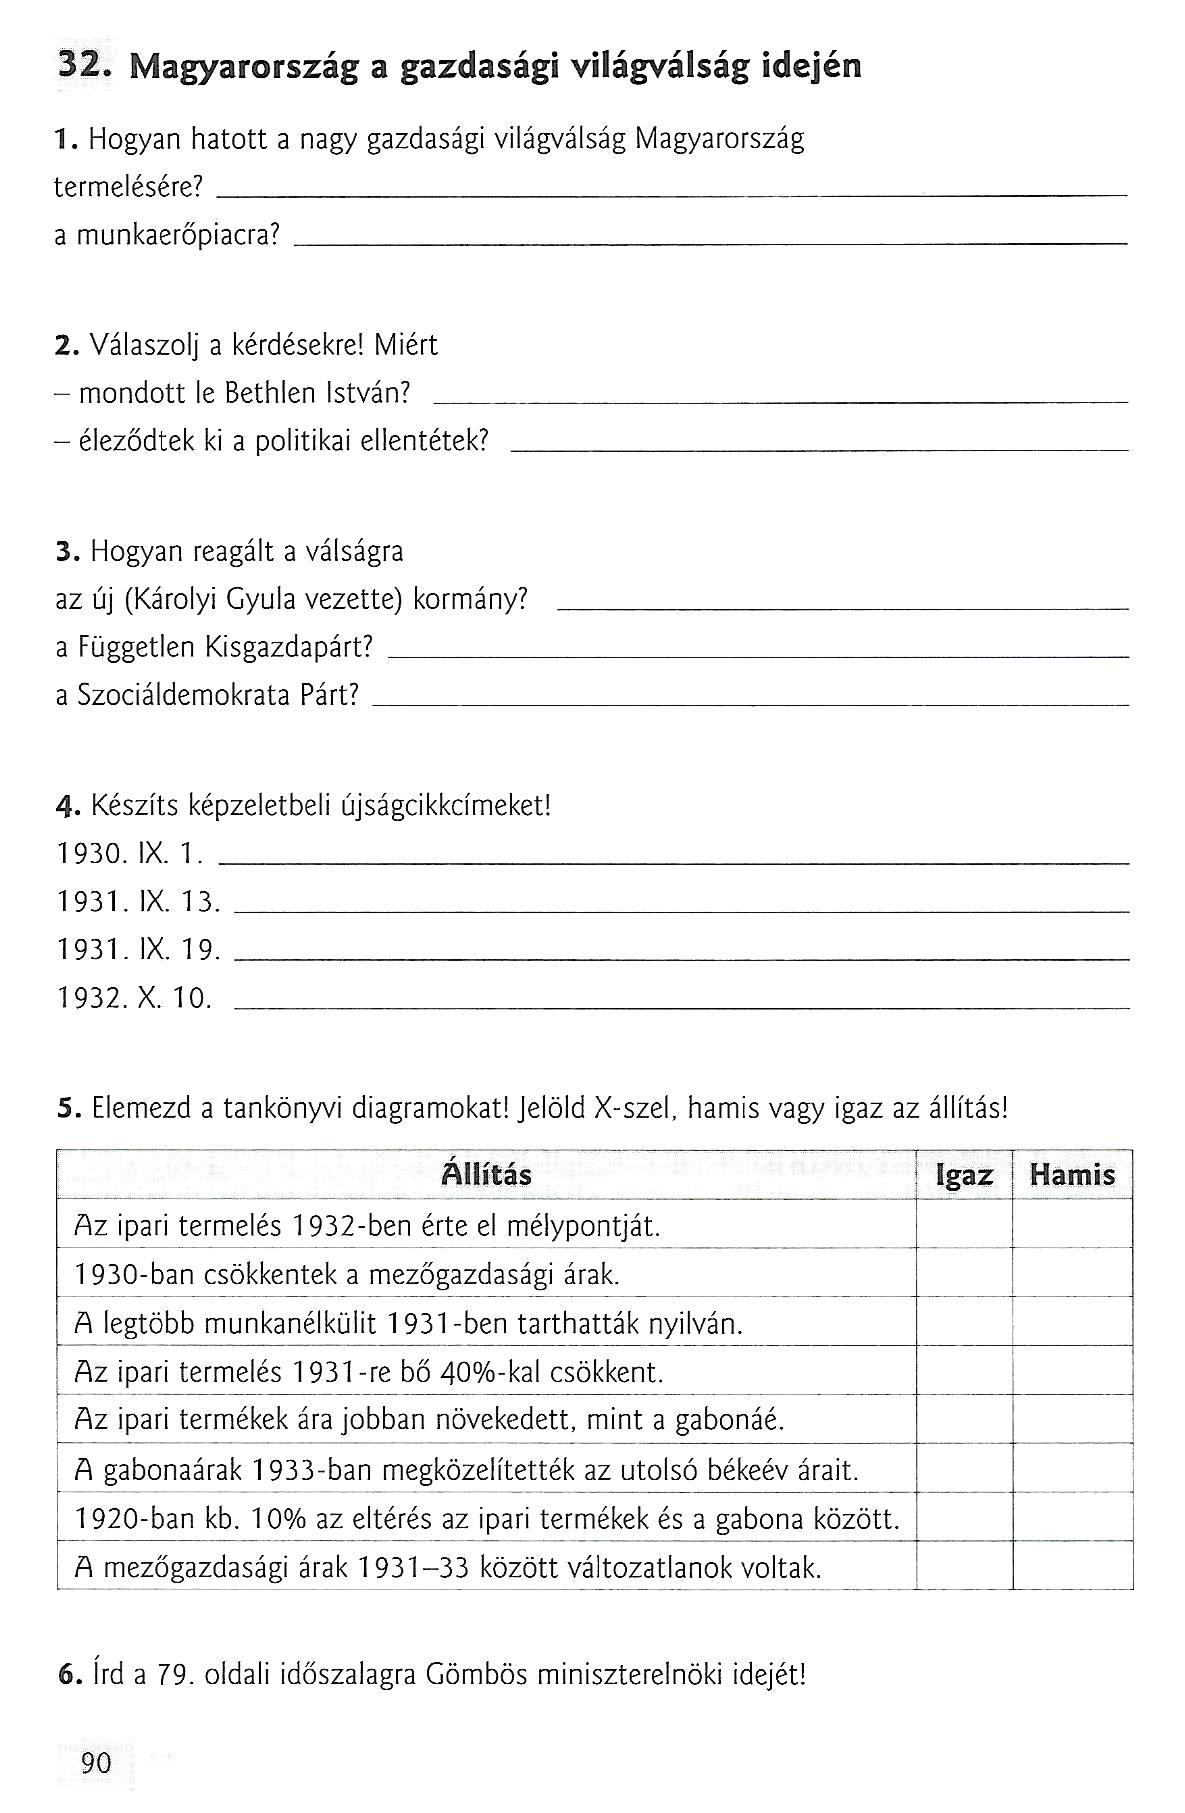 32. Magyarország a gazdasági világválság idején
1. Hogyan hatott a nagy gazdasági világválság Magyarország
termelésére?
a munkaerőpiacra?
2. Válaszolj a kérdésekre! Miért
– mondott le Bethlen István?
– éleződtek ki a politikai ellentétek?
3. Hogyan reagált a válságra
az új (Károlyi Gyula vezette) kormány?
a Független Kisgazdapárt?
a Szociáldemokrata Párt?
4. Készíts képzeletbeli újságcikkcímeket!
1930. IX. 1.
1931. IX. 13.
1931. IX. 19.
1932. X. 10.
5. Elemezd a tankönyvi diagramokat! Jelöld X-szel, hamis vagy igaz az állítás!
Állítás Igaz Hamis
Az ipari termelés 1932-ben érte el mélypontját.
1930-ban csökkentek a mezőgazdasági árak.
A legtöbb munkanélkülit 1931-ben tarthatták nyilván.
Az ipari termelés 1931-re bő 40%-kal csökkent.
Az ipari termékek ára jobban növekedett, mint a gabonáé.
A gabonaárak 1933-ban megközelítették az utolsó békeév árait.
1920-ban kb. 10% az eltérés az ipari termékek és a gabona között.
A mezőgazdasági árak 1931–33 között változatlanok voltak.
6. Írd a 79. oldali időszalagra Gömbös miniszterelnöki idejét!
90